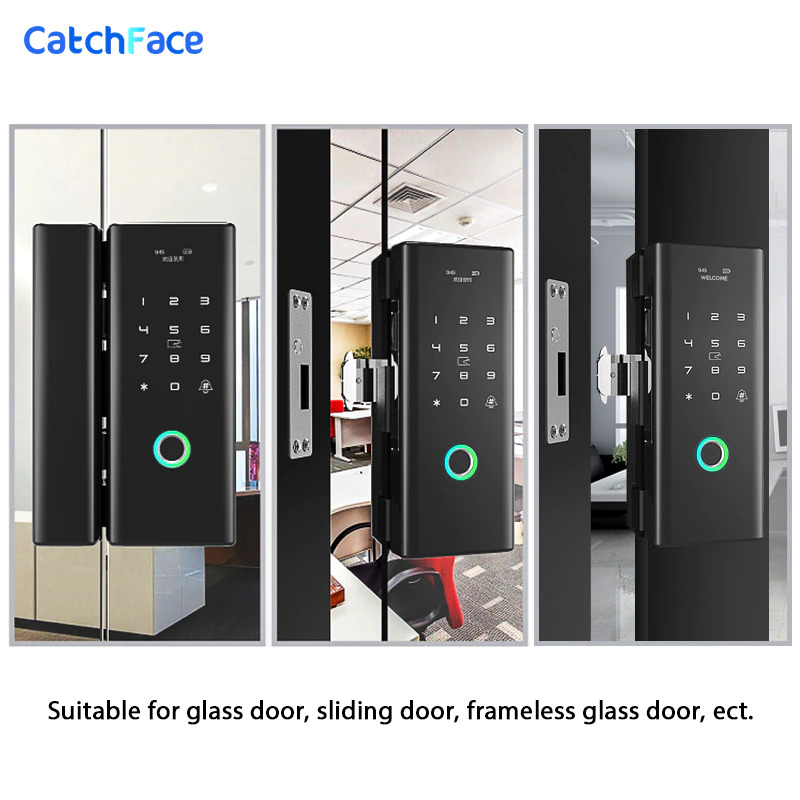 CatchFace
9:49
欢迎使用
1 2 3
4 5 6
7 8 9
* 0 #
9:49
欢迎使用
1 2 3
4 5 6
7 8 9
* 0 #
9:49
WELCOME
1 2 3
4 5 6
7 8 9
* 0 #
Suitable for glass door, sliding door, frameless glass door, ect.